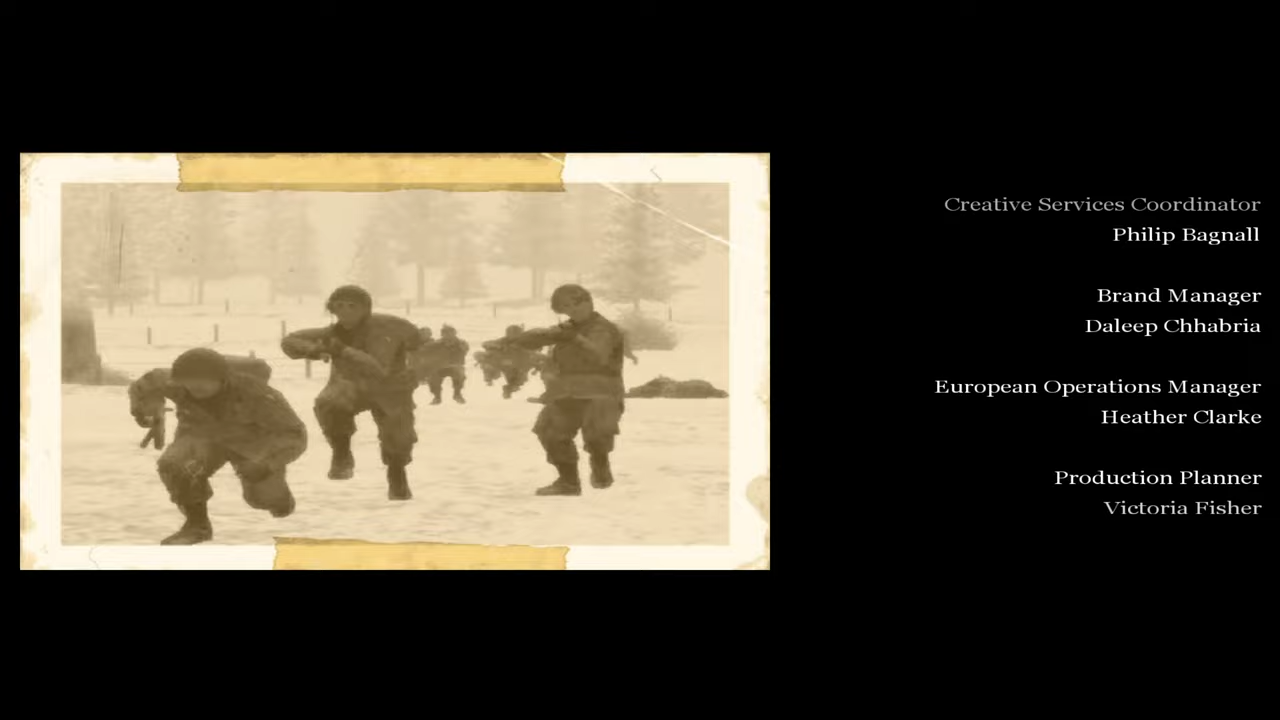 Creative Services Coordinator
Philip Bagnall
Brand Manager
Daleep Chhabria
European Operations Manager
Heather Clarke
Production Planner
Victoria Fisher